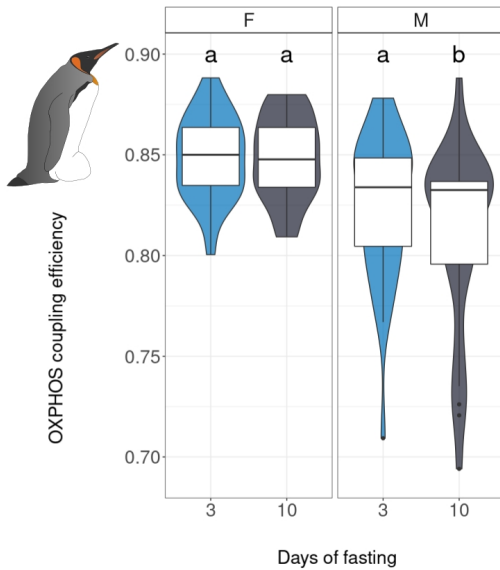 F M
a a a b
0.90
0.85
0.80
0.75
0.70
OXPHOS coupling efficiency
3 10 3 10
Days of fasting